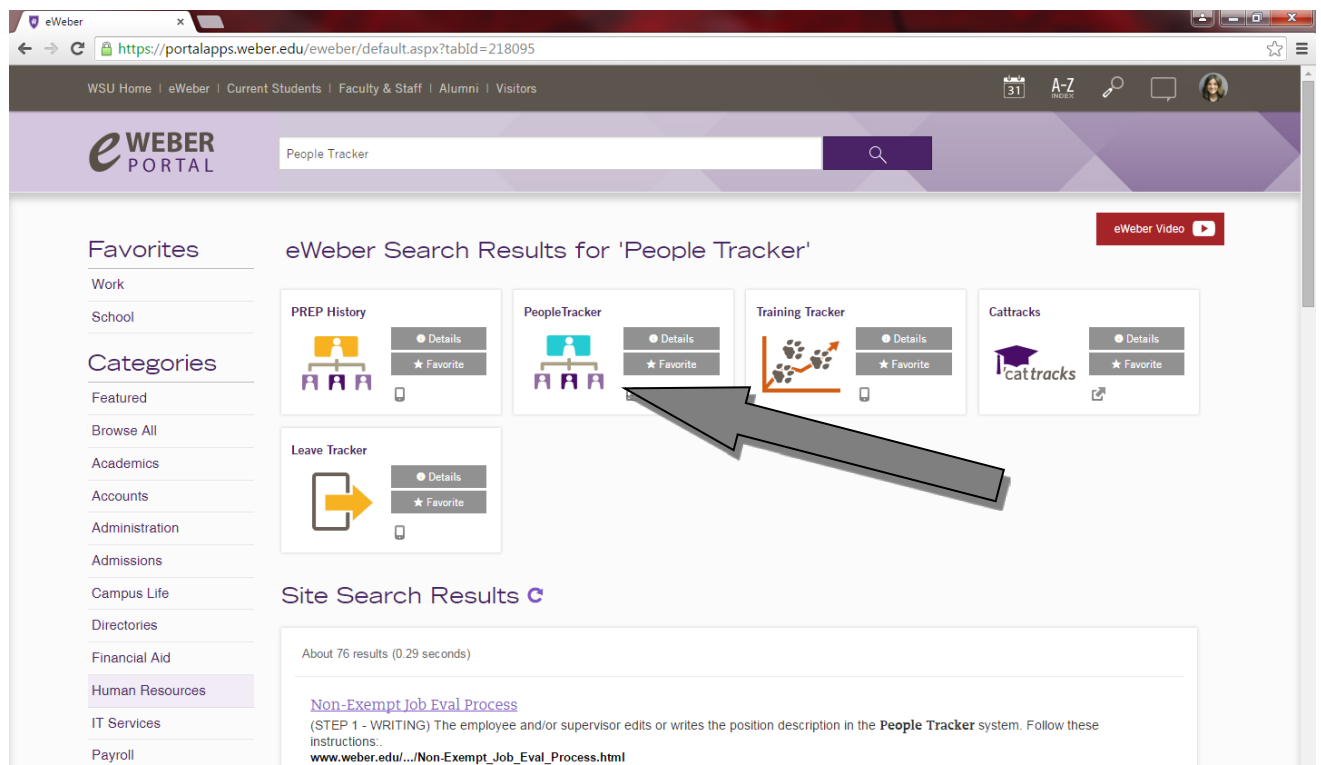 eWeber
https://portalapps.weber.edu/eweber/default.aspx?tabId=218095
WSU Home | eWeber | Current Students | Faculty & Staff | Alumni | Visitors
31
A-Z
INDEX
e WEBER
PORTAL
People Tracker
eWeber Video
Favorites
Work
School
Categories
Featured
Browse All
Academics
Accounts
Administration
Admissions
Campus Life
Directories
Financial Aid
Human Resources
IT Services
Payroll
eWeber Search Results for 'People Tracker'
PREP History
Details
Favorite
PeopleTracker
Details
Favorite
Training Tracker
Details
Favorite
Cattracks
'cattracks
Details
Favorite
Leave Tracker
Details
Favorite
Site Search Results
About 76 results (0.29 seconds)
Non-Exempt Job Eval Process
(STEP 1 - WRITING) The employee and/or supervisor edits or writes the position description in the People Tracker system. Follow these
instructions:.
www.weber.edu/.../Non-Exempt_Job_Eval_Process.html